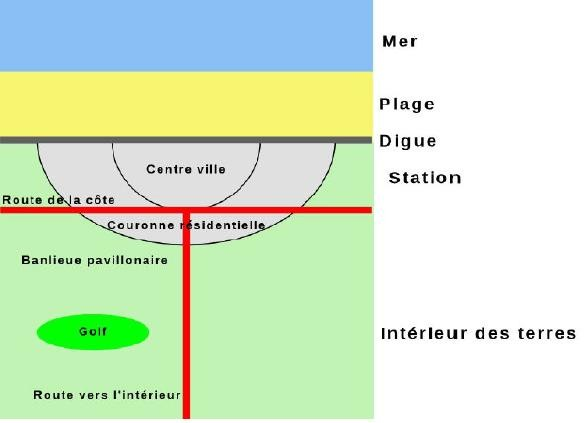 Mer
Plage
Digue
Centre ville
Station
Route de la côte
Couronne résidentielle
Banlieue pavillonaire
Golf
Intérieur des terres
Route vers l'intérieur